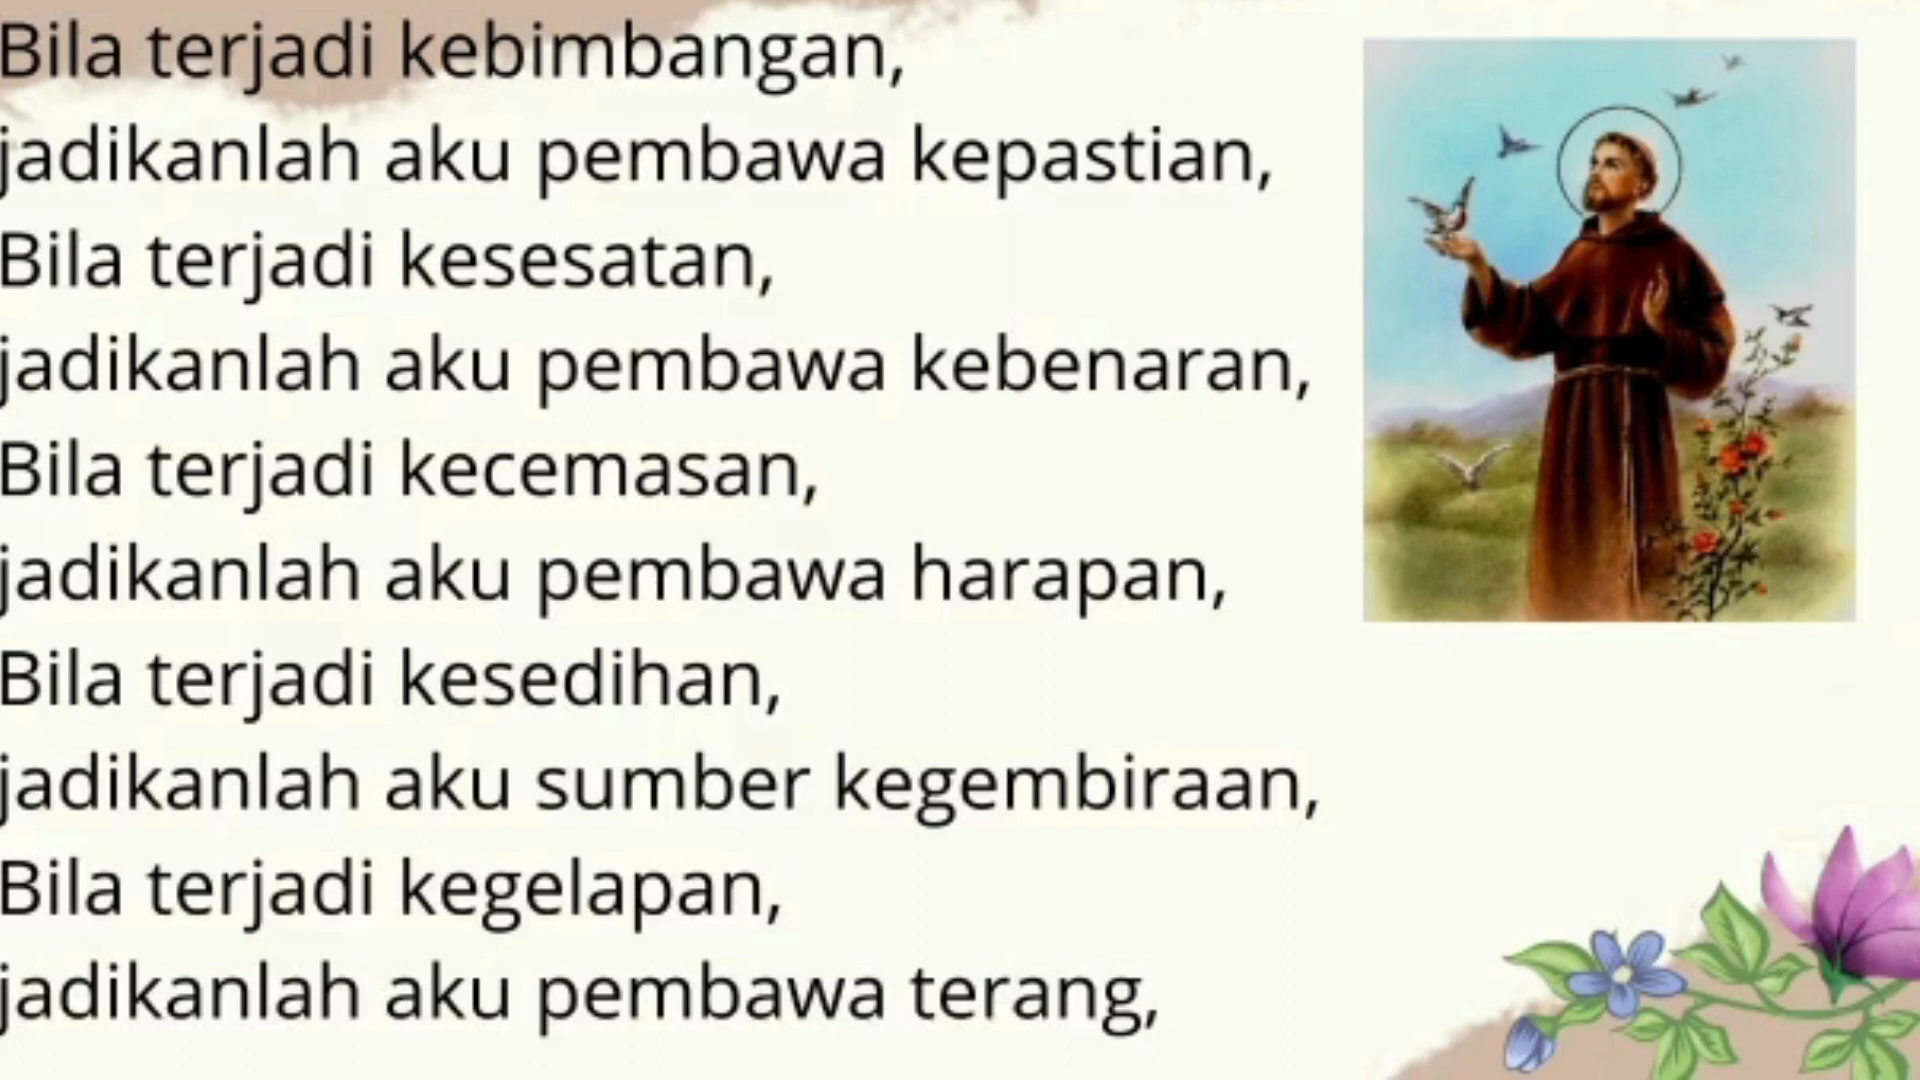 Bila terjadi kebimbangan,
jadikanlah aku pembawa kepastian,
Bila terjadi kesesatan,
jadikanlah aku pembawa kebenaran,
Bila terjadi kecemasan,
jadikanlah aku pembawa harapan,
Bila terjadi kesedihan,
jadikanlah aku sumber kegembiraan,
Bila terjadi kegelapan,
jadikanlah aku pembawa terang,